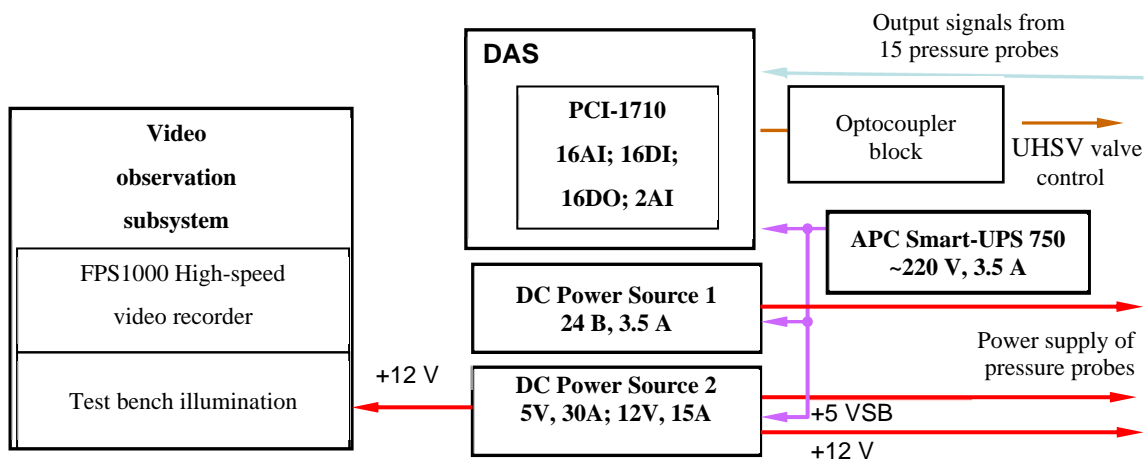 Video
observation
subsystem
FPS1000 High-speed
video recorder
Test bench illumination
+12 V
DAS
PCI-1710
16AI; 16DI;
16DO; 2AI
DC Power Source 1
24 B, 3.5 A
DC Power Source 2
5V, 30A; 12V, 15A
Output signals from
15 pressure probes
Optocoupler
block
UHSV valve
control
APC Smart-UPS 750
~220 V, 3.5 A
Power supply of
pressure probes
+5 VSB
+12 V